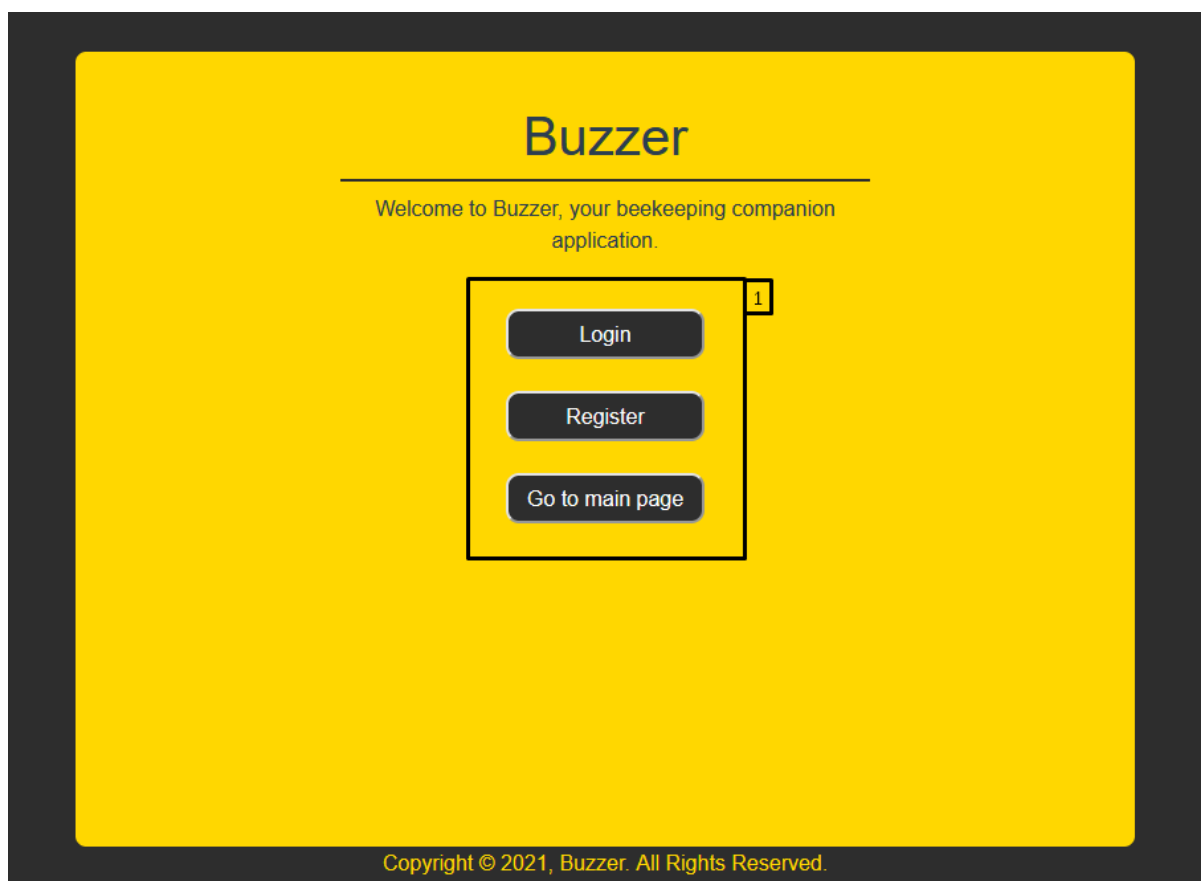 Buzzer
Welcome to Buzzer, your beekeeping companion
application.
1
Login
Register
Go to main page
Copyright © 2021, Buzzer. All Rights Reserved.